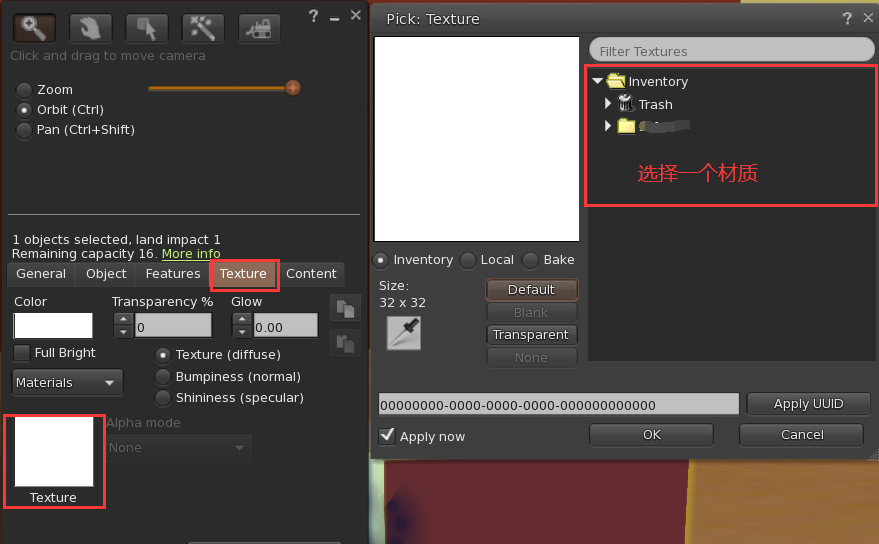 ? _ ×
Click and drag to move camera
Zoom
Orbit (Ctrl)
Pan (Ctrl+Shift)
1 objects selected, land impact 1
Remaining capacity 16. More info
General Object Features Texture Content
Color Transparency % Glow
0 0.00
Full Bright
Texture (diffuse)
Materials
Bumpiness (normal)
Shininess (specular)
Alpha mode
None
Texture
Pick: Texture ? ×
Filter Textures
Inventory
Trash
选择一个材质
Inventory Local Bake
Size:
32 x 32
Default
Blank
Transparent
None
00000000-0000-0000-0000-000000000000 Apply UUID
Apply now OK Cancel